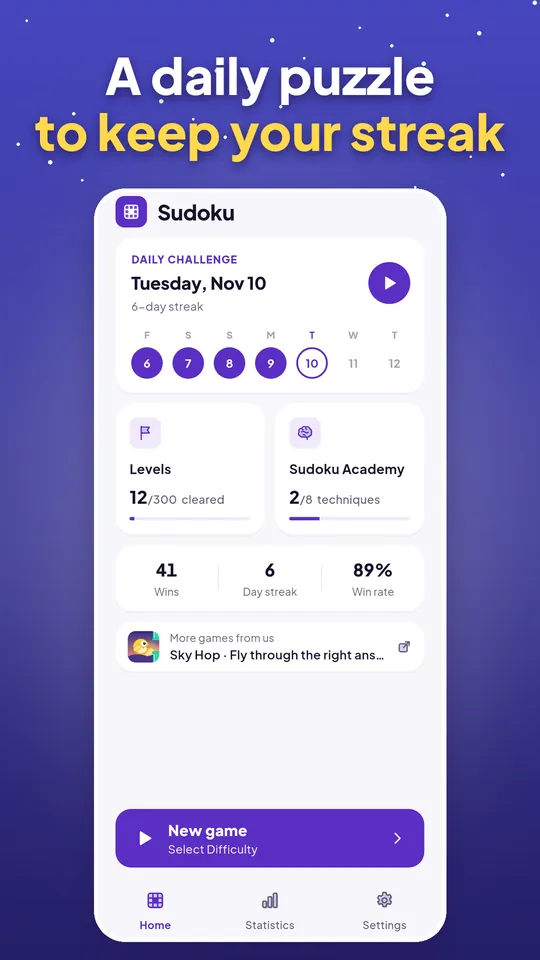 A daily puzzle
to keep your streak
Sudoku
DAILY CHALLENGE
Tuesday, Nov 10
6-day streak
F S S M T W T
6 7 8 9 10 11 12
Levels
12/300 cleared
Sudoku Academy
2/8 techniques
41 6 89%
Wins Day streak Win rate
More games from us
Sky Hop · Fly through the right ans...
New game
Select Difficulty
Home Statistics Settings